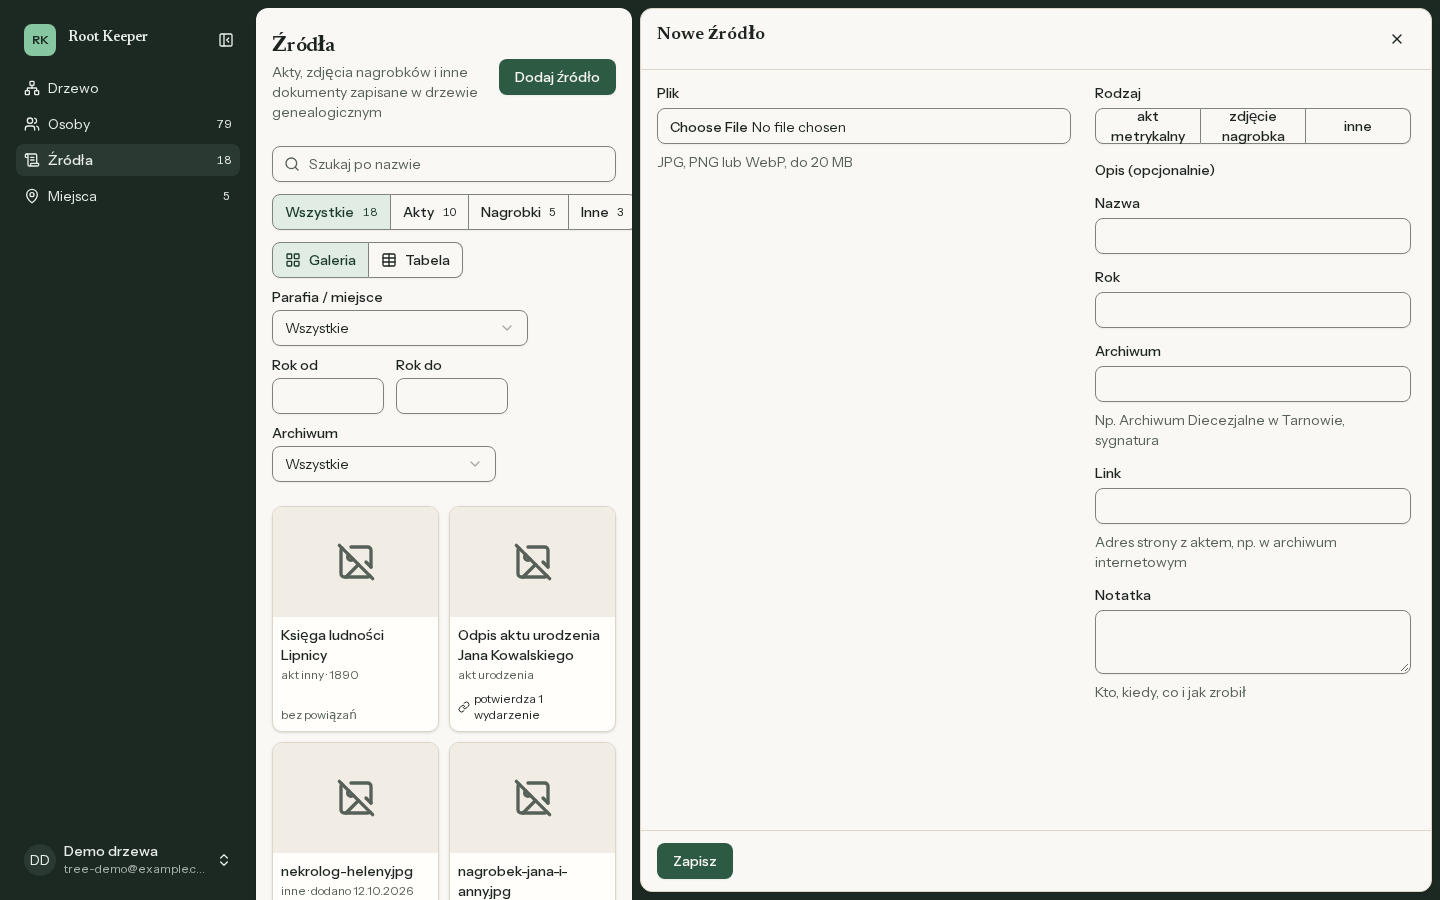 RK
Root Keeper
Drzewo
Osoby 79
Źródła 18
Miejsca 5
DD
Demo drzewa
tree-demo@example.c...
Źródła
Akty, zdjęcia nagrobków i inne
dokumenty zapisane w drzewie
genealogicznym
Dodaj źródło
Szukaj po nazwie
Wszystkie 18 Akty 10 Nagrobki 5 Inne 3
Galeria Tabela
Parafia / miejsce
Wszystkie
Rok od Rok do
Archiwum
Wszystkie
Księga ludności
Lipnicy
akt inny · 1890
bez powiązań
Odpis aktu urodzenia
Jana Kowalskiego
akt urodzenia
potwierdza 1
wydarzenie
nekrolog-heleny.jpg
inne · dodano 12.10.2026
nagrobek-jana-i-
anny.jpg
Nowe źródło
Plik
Choose File No file chosen
JPG, PNG lub WebP, do 20 MB
Rodzaj
akt
metrykalny
zdjęcie
nagrobka
inne
Opis (opcjonalnie)
Nazwa
Rok
Archiwum
Np. Archiwum Diecezjalne w Tarnowie,
sygnatura
Link
Adres strony z aktem, np. w archiwum
internetowym
Notatka
Kto, kiedy, co i jak zrobił
Zapisz